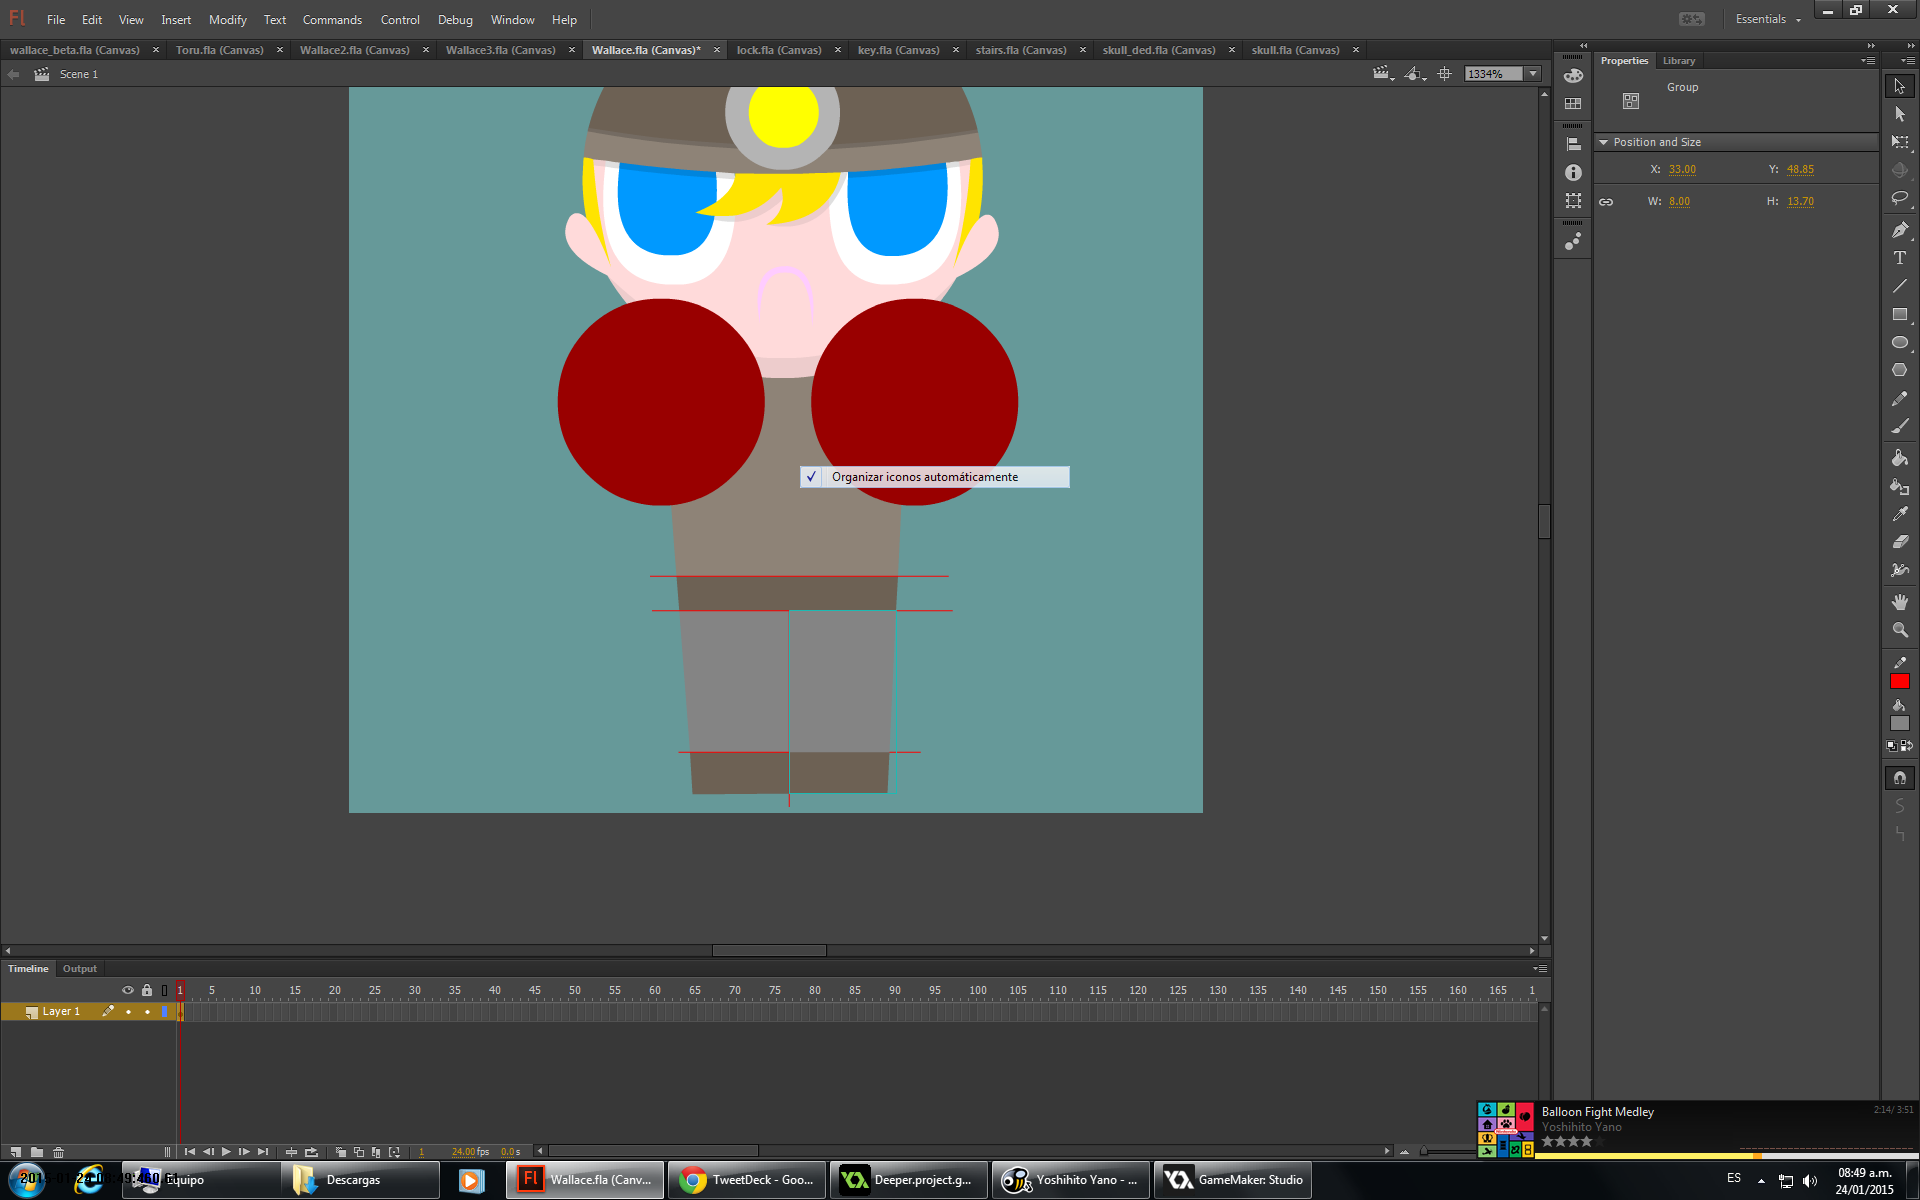 Fl File Edit View Insert Modify Text Commands Control Debug Window Help Essentials
wallace_beta.fla (Canvas) Toru.fla (Canvas) Wallace2.fla (Canvas) Wallace3.fla (Canvas) Wallace.fla (Canvas)* lock.fla (Canvas) key.fla (Canvas) stairs.fla (Canvas) skull_ded.fla (Canvas) skull.fla (Canvas)
Scene 1 1334%
Properties Library
Group
Position and Size
X: 33.00 Y: 48.85
W: 8.00 H: 13.70
Organizar iconos automáticamente
Timeline Output
1 5 10 15 20 25 30 35 40 45 50 55 60 65 70 75 80 85 90 95 100 105 110 115 120 125 130 135 140 145 150 155 160 165 1
Layer 1
1 24.00 fps 0.0 s
Balloon Fight Medley 2:14/ 3:51
Yoshihito Yano
Equipo Descargas Fl Wallace.fla (Canv... TweetDeck - Goo... Deeper.project.g... Yoshihito Yano - ... GameMaker: Studio ES
08:49 a.m.
24/01/2015